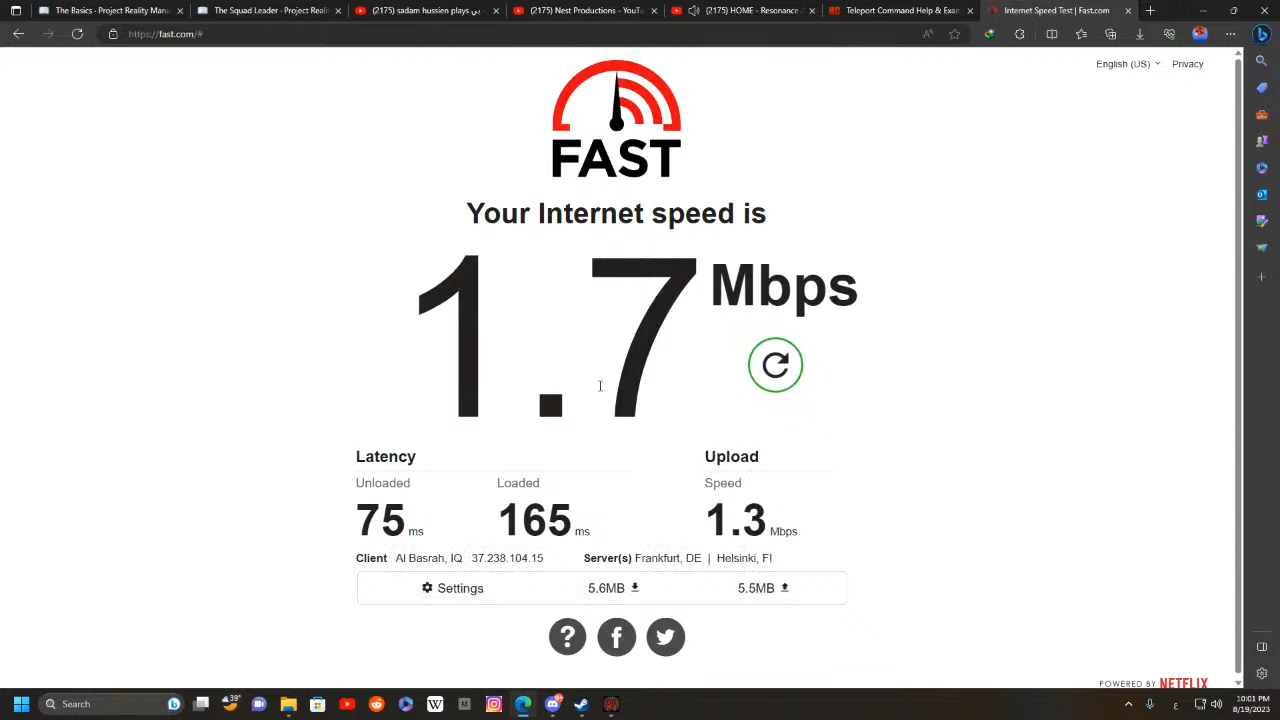 The Basics - Project Reality Manu
The Squad Leader - Project Reali
(2175) sadam hussien plays
(2175) Nest Productions - YouTu
(2175) HOME - Resonance /
Teleport Command Help & Exan
Internet Speed Test | Fast.com
https://fast.com/#
English (US) Privacy
FAST
Your Internet speed is
1.7 Mbps
Latency Upload
Unloaded Loaded Speed
75 ms 165 ms 1.3 Mbps
Client Al Basrah, IQ 37.238.104.15 Server(s) Frankfurt, DE | Helsinki, FI
Settings 5.6MB 5.5MB
?
POWERED BY NETFLIX
Search
39°
10:01 PM
8/19/2023